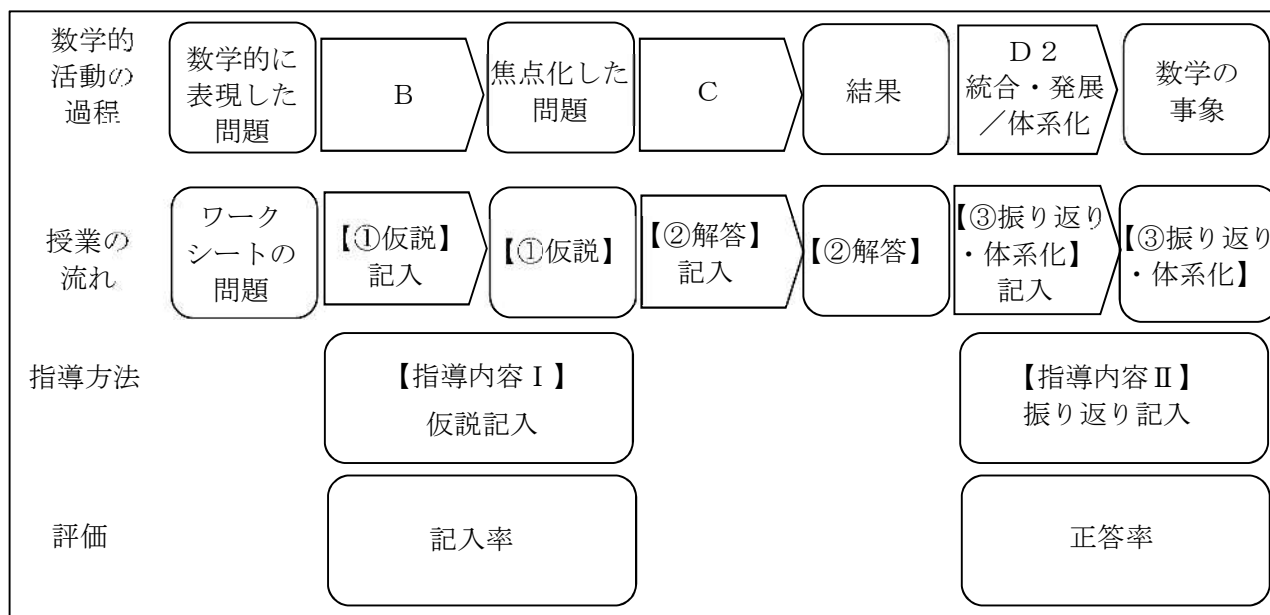 数学的
活動の
過程
数学的に
表現した
問題
B
焦点化した
問題
C
結果
D2
統合・発展
／体系化
数学の
事象
授業の
流れ
ワーク
シートの
問題
【①仮説】
記入
【①仮説】
【②解答】
記入
【②解答】
【③振り返り
・体系化】
記入
【③振り返り
・体系化】
指導方法
【指導内容Ⅰ】
仮説記入
【指導内容Ⅱ】
振り返り記入
評価
記入率
正答率